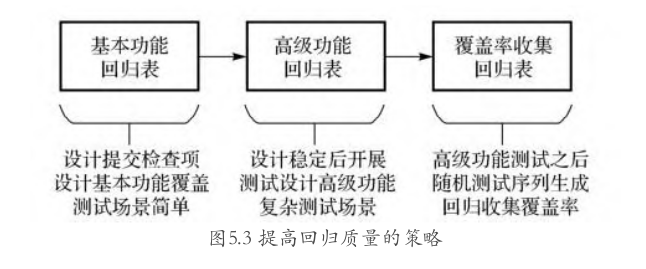 基本功能
回归表
高级功能
回归表
覆盖率收集
回归表
设计提交检查项
设计基本功能覆盖
测试场景简单
设计稳定后开展
测试设计高级功能
复杂测试场景
高级功能测试之后
随机测试序列生成
回归收集覆盖率
图5.3 提高回归质量的策略